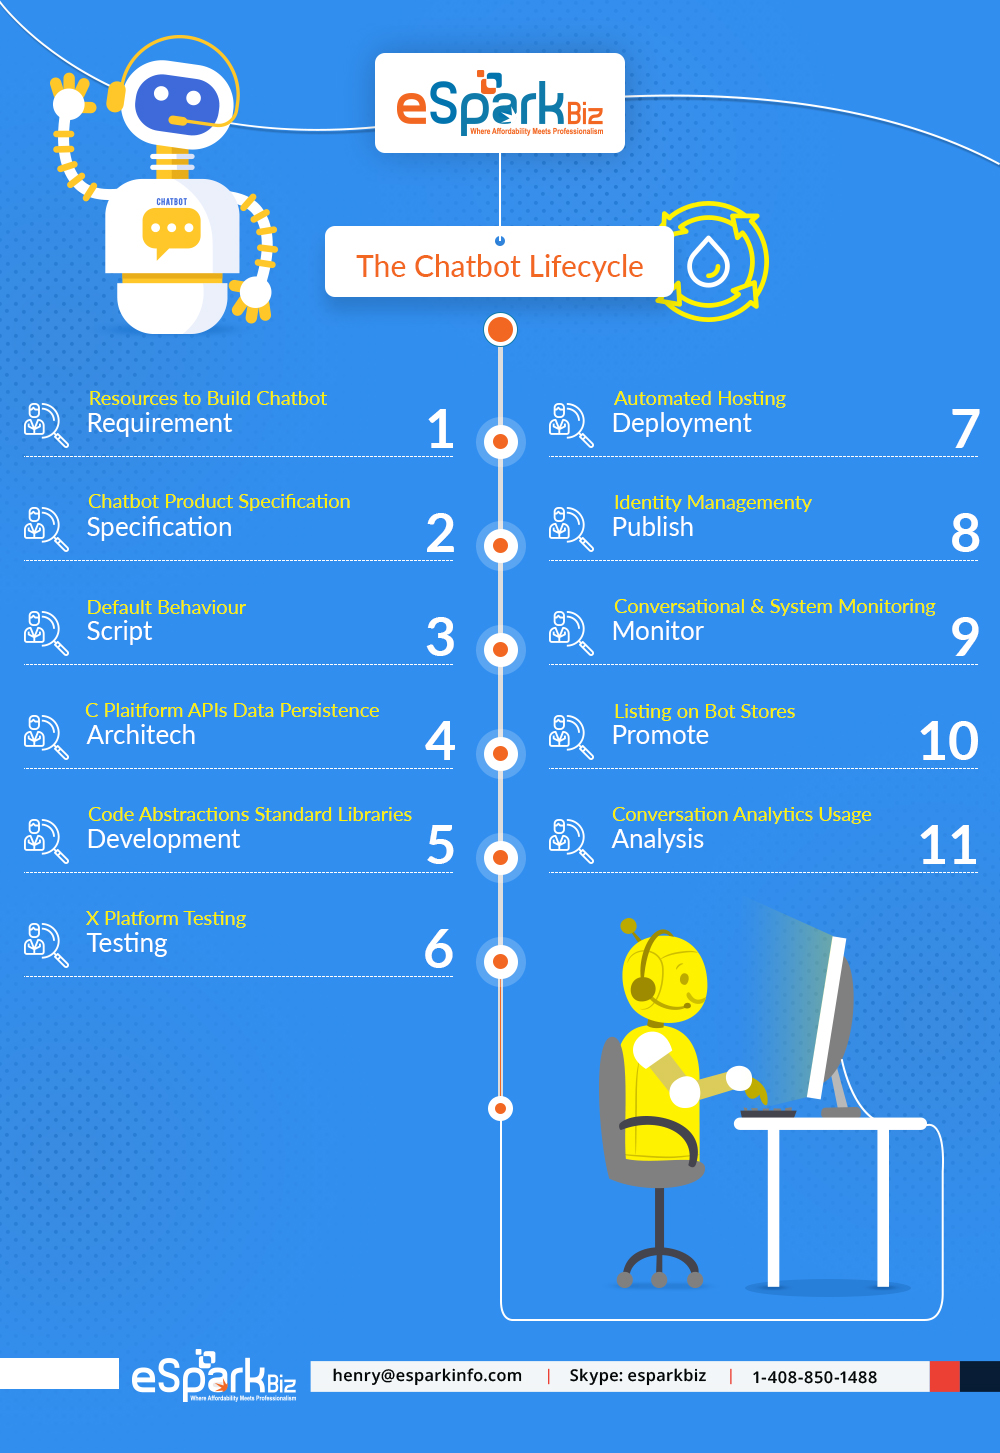 CHATBOT
eSparkBiz
Where Affordability Meets Professionalism
The Chatbot Lifecycle
Resources to Build Chatbot
Requirement
1
Chatbot Product Specification
Specification
2
Default Behaviour
Script
3
C Plaitform APIs Data Persistence
Architech
4
Code Abstractions Standard Libraries
Development
5
X Platform Testing
Testing
6
Automated Hosting
Deployment
7
Identity Managementy
Publish
8
Conversational & System Monitoring
Monitor
9
Listing on Bot Stores
Promote
10
Conversation Analytics Usage
Analysis
11
eSparkBiz
Where Affordability Meets Professionalism
henry@esparkinfo.com | Skype: esparkbiz | 1-408-850-1488